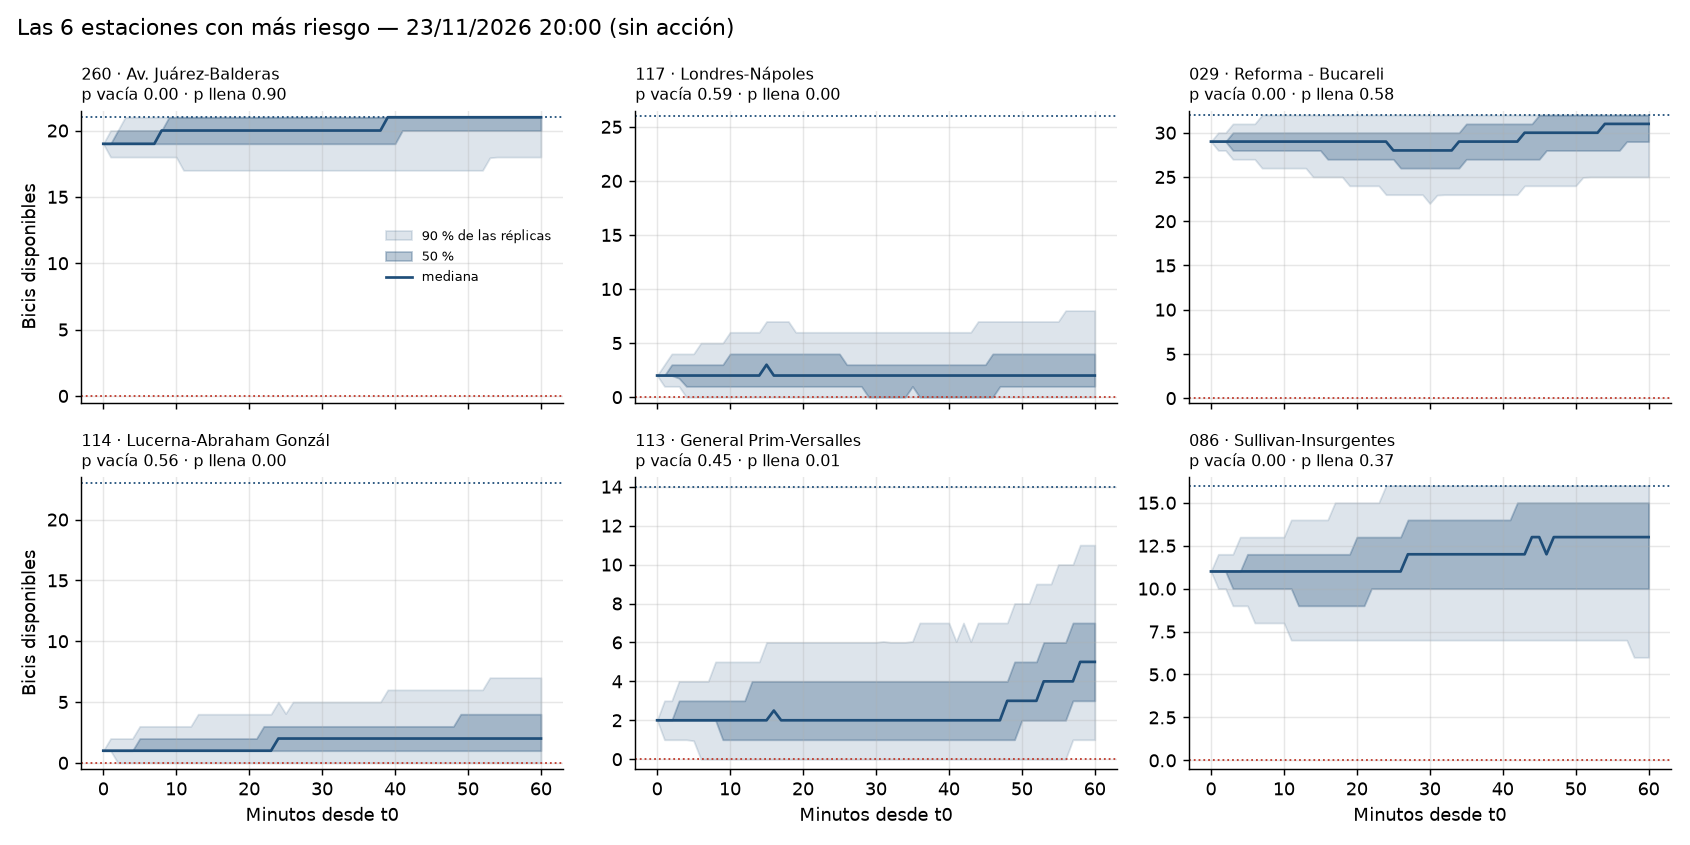 Las 6 estaciones con más riesgo — 23/11/2026 20:00 (sin acción)
260 · Av. Juárez-Balderas
p vacía 0.00 · p llena 0.90
Bicis disponibles
20
15
10
5
0
90 % de las réplicas
50 %
mediana
117 · Londres-Nápoles
p vacía 0.59 · p llena 0.00
25
20
15
10
5
0
029 · Reforma - Bucareli
p vacía 0.00 · p llena 0.58
30
25
20
15
10
5
0
114 · Lucerna-Abraham Gonzál
p vacía 0.56 · p llena 0.00
Bicis disponibles
20
15
10
5
0
0 10 20 30 40 50 60
Minutos desde t0
113 · General Prim-Versalles
p vacía 0.45 · p llena 0.01
14
12
10
8
6
4
2
0
0 10 20 30 40 50 60
Minutos desde t0
086 · Sullivan-Insurgentes
p vacía 0.00 · p llena 0.37
15.0
12.5
10.0
7.5
5.0
2.5
0.0
0 10 20 30 40 50 60
Minutos desde t0